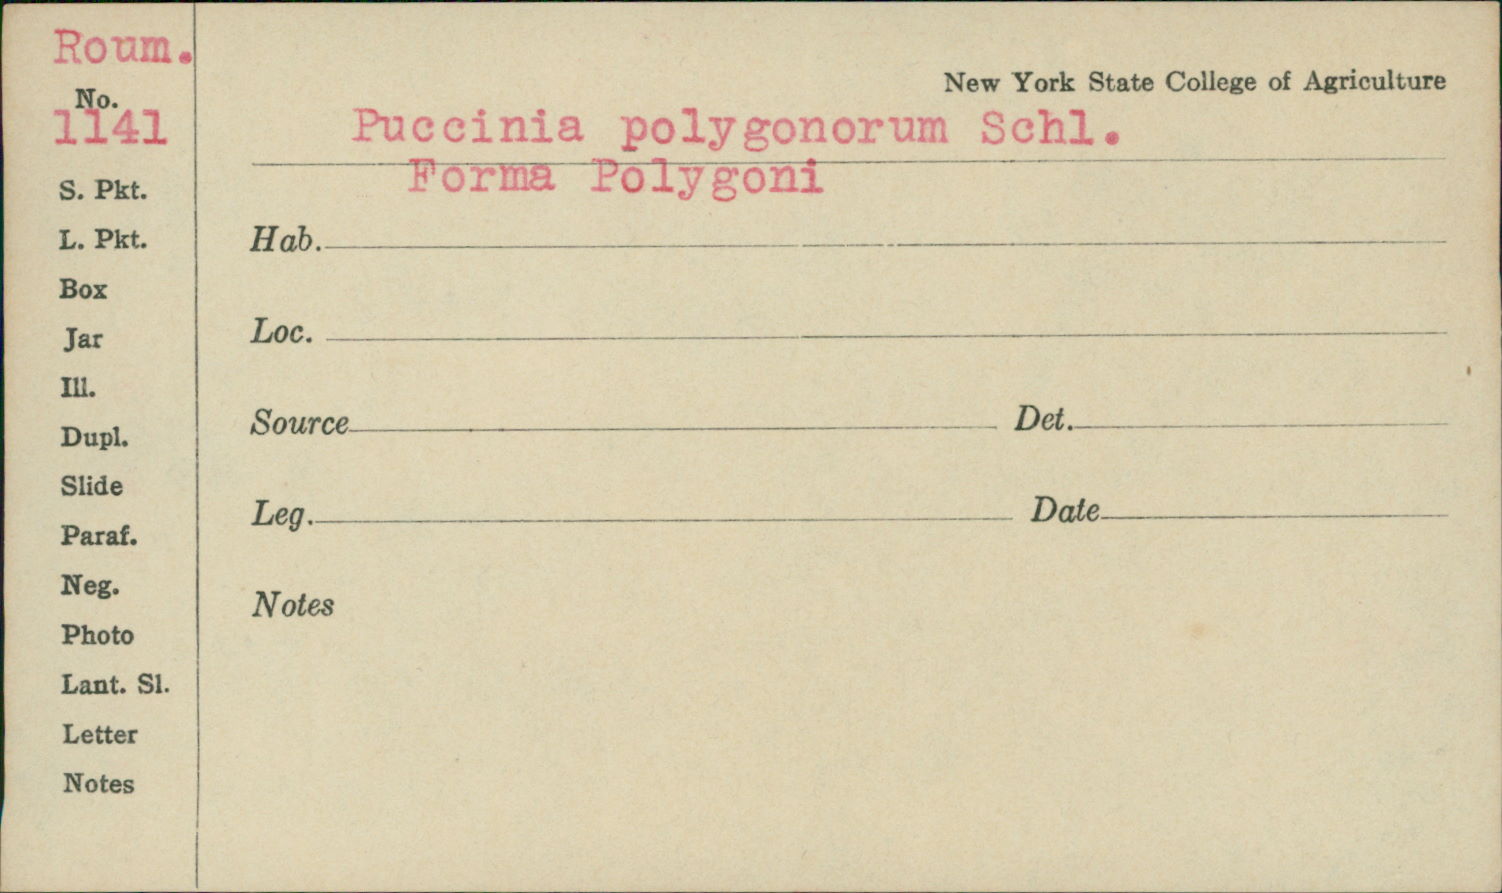 Roum.
No.
1141
S. Pkt.
L. Pkt.
Box
Jar
Ill.
Dupl.
Slide
Paraf.
Neg.
Photo
Lant. Sl.
Letter
Notes
New York State College of Agriculture
Puccinia polygonorum Schl.
Forma Polygoni
Hab.
Loc.
Source Det.
Leg. Date
Notes